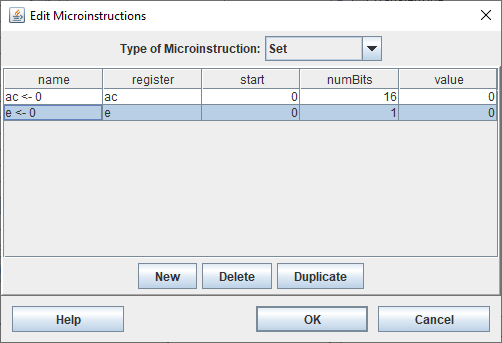 Edit Microinstructions
Type of Microinstruction: Set
name register start numBits value
ac <- 0 ac 0 16 0
e <- 0 e 0 1 0
New Delete Duplicate
Help OK Cancel